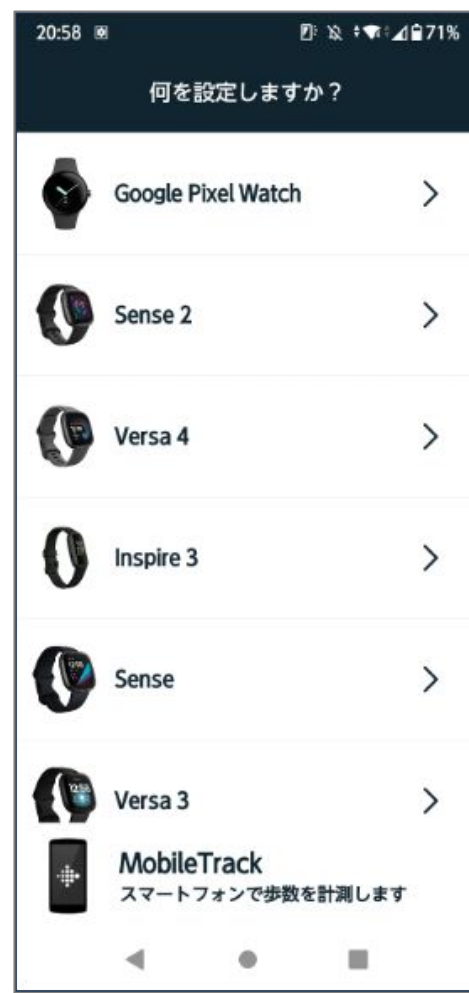 20:58
71%
何を設定しますか？
Google Pixel Watch
Sense 2
Versa 4
Inspire 3
Sense
Versa 3
MobileTrack
スマートフォンで歩数を計測します